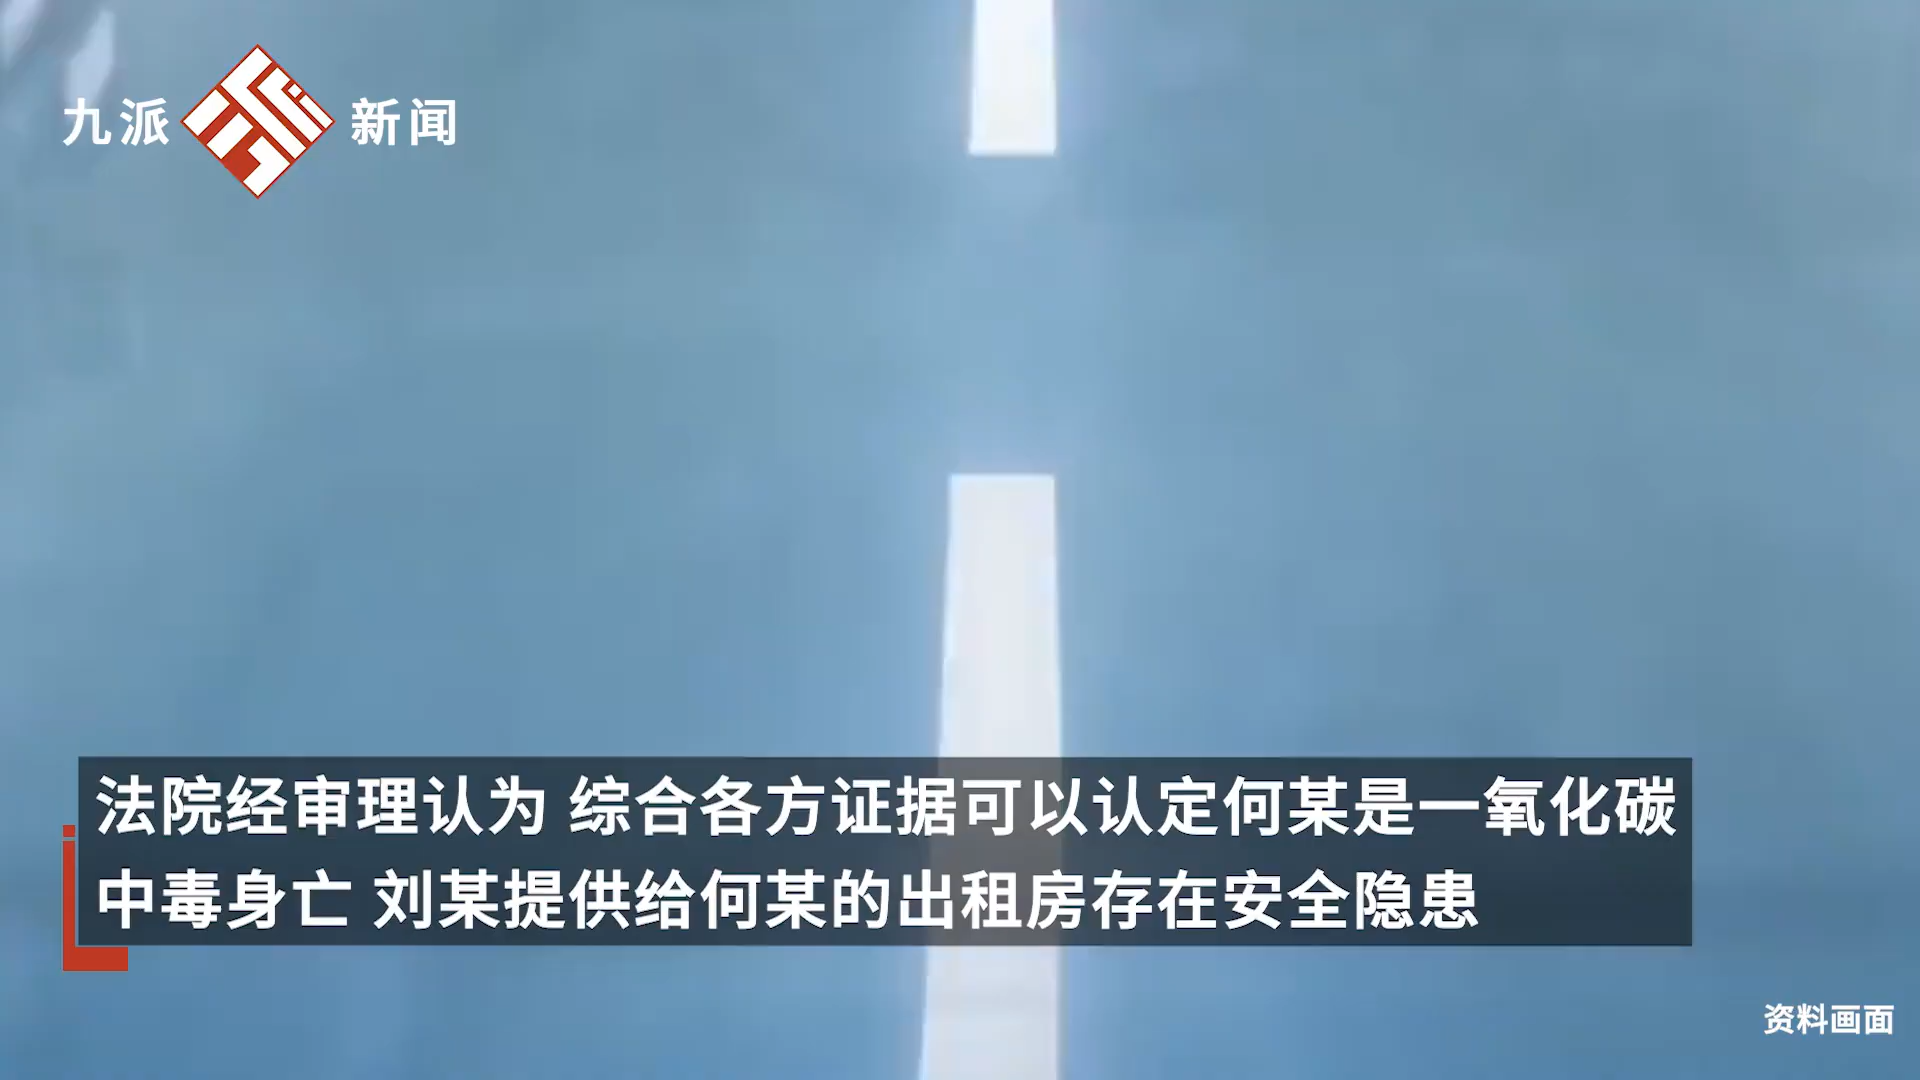 九派新闻
法院经审理认为 综合各方证据可以认定何某是一氧化碳
中毒身亡 刘某提供给何某的出租房存在安全隐患
资料画面